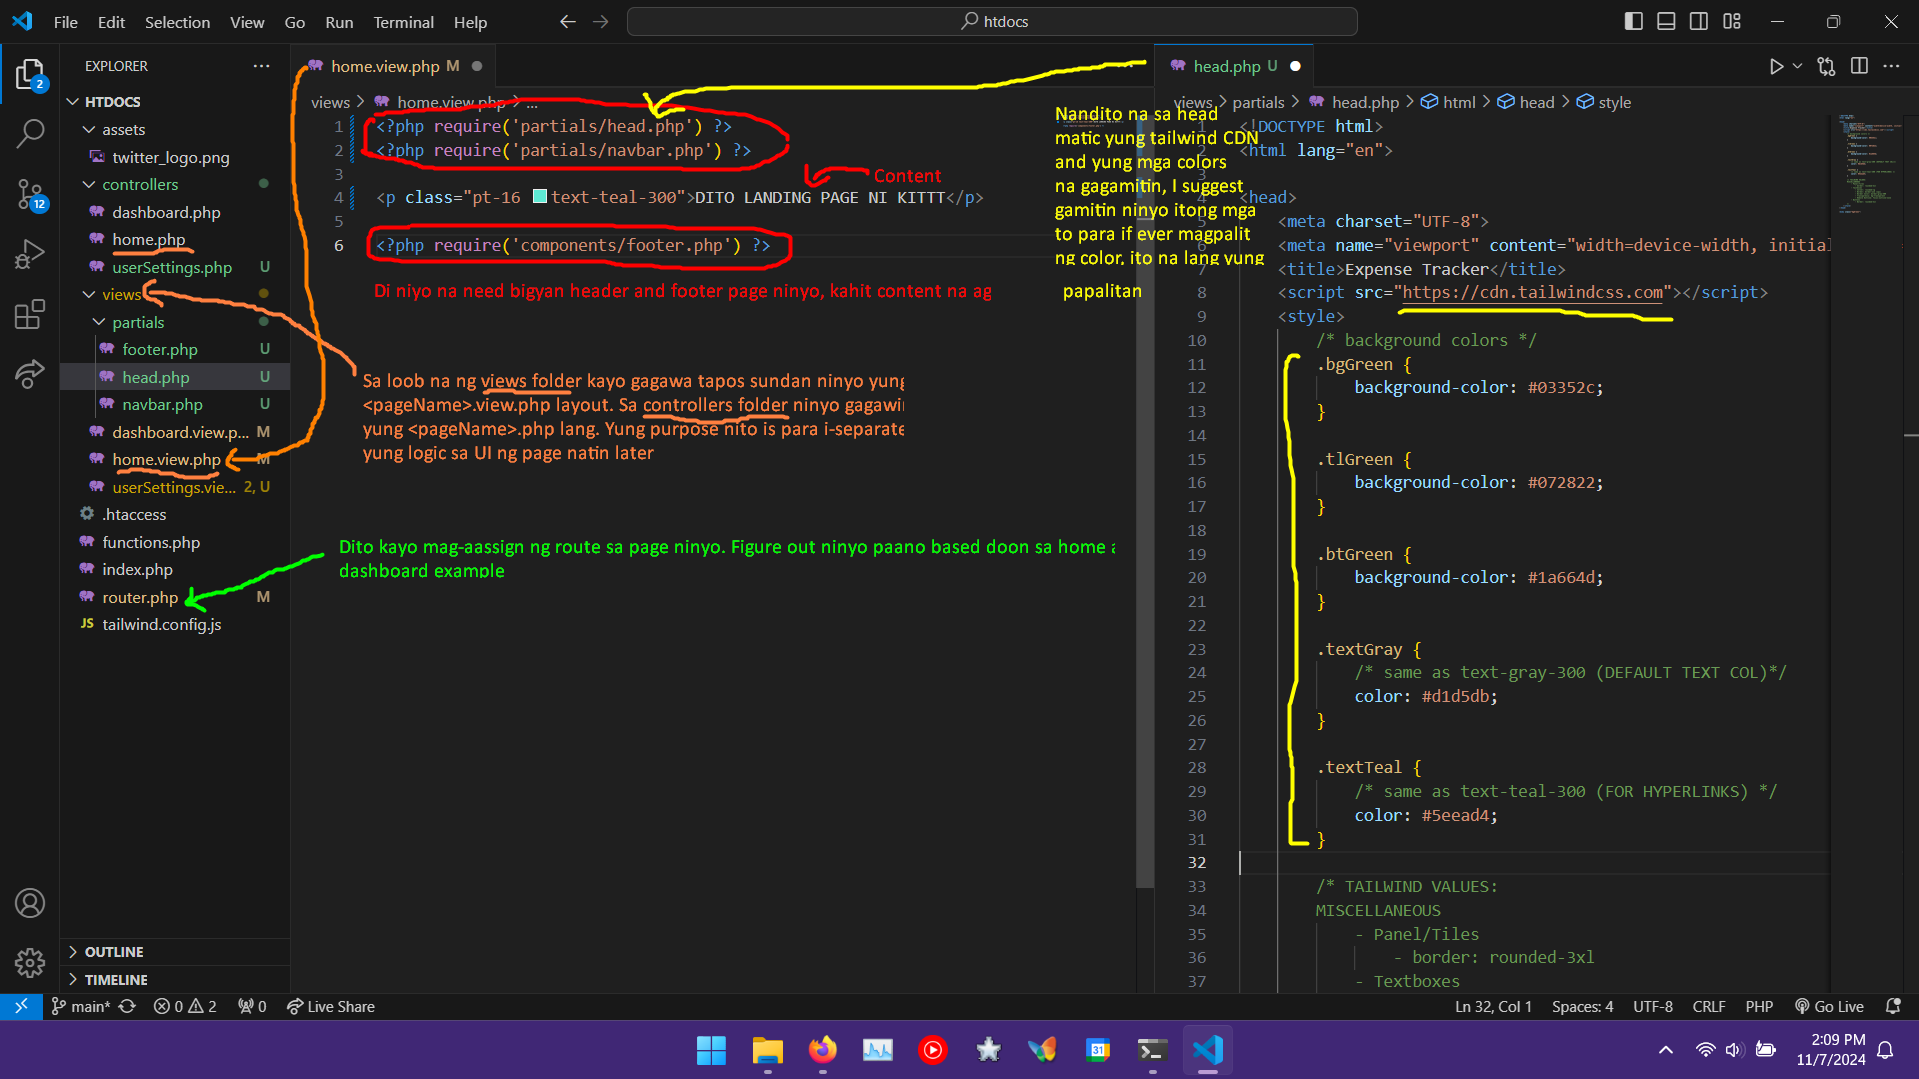 File Edit Selection View Go Run Terminal Help
htdocs
EXPLORER
HTDOCS
assets
twitter_logo.png
controllers
dashboard.php
home.php
userSettings.php U
views
partials
footer.php U
head.php U
navbar.php U
dashboard.view.p... M
home.view.php M
userSettings.vie... 2, U
.htaccess
functions.php
index.php
router.php M
JS tailwind.config.js
OUTLINE
TIMELINE
2
12
home.view.php M
views > home.view.php > ...
1 <?php require('partials/head.php') ?>
2 <?php require('partials/navbar.php') ?>
3
Content
4 <p class="pt-16 text-teal-300">DITO LANDING PAGE NI KITTT</p>
5
6 <?php require('components/footer.php') ?>
Di niyo na need bigyan header and footer page ninyo, kahit content na ag
Sa loob na ng views folder kayo gagawa tapos sundan ninyo yung
<pageName>.view.php layout. Sa controllers folder ninyo gagawi
yung <pageName>.php lang. Yung purpose nito is para i-separate
yung logic sa UI ng page natin later
Dito kayo mag-aassign ng route sa page ninyo. Figure out ninyo paano based doon sa home a
dashboard example
Nandito na sa head
matic yung tailwind CDN
and yung mga colors
na gagamitin, I suggest
gamitin ninyo itong mga
to para if ever magpalit
ng color, ito na lang yung
papalitan
head.php U
views > partials > head.php > html > head > style
<!DOCTYPE html>
<html lang="en">
<head>
<meta charset="UTF-8">
<meta name="viewport" content="width=device-width, initial
7 <title>Expense Tracker</title>
8 <script src="https://cdn.tailwindcss.com"></script>
9 <style>
10 /* background colors */
11 .bgGreen {
12 background-color: #03352c;
13 }
14
15 .tlGreen {
16 background-color: #072822;
17 }
18
19 .btGreen {
20 background-color: #1a664d;
21 }
22
23 .textGray {
24 /* same as text-gray-300 (DEFAULT TEXT COL)*/
25 color: #d1d5db;
26 }
27
28 .textTeal {
29 /* same as text-teal-300 (FOR HYPERLINKS) */
30 color: #5eead4;
31 }
32
33 /* TAILWIND VALUES:
34 MISCELLANEOUS
35 - Panel/Tiles
36 - border: rounded-3xl
37 - Textboxes
main* 0 2 0 Live Share
Ln 32, Col 1 Spaces: 4 UTF-8 CRLF PHP Go Live
31
2:09 PM
11/7/2024